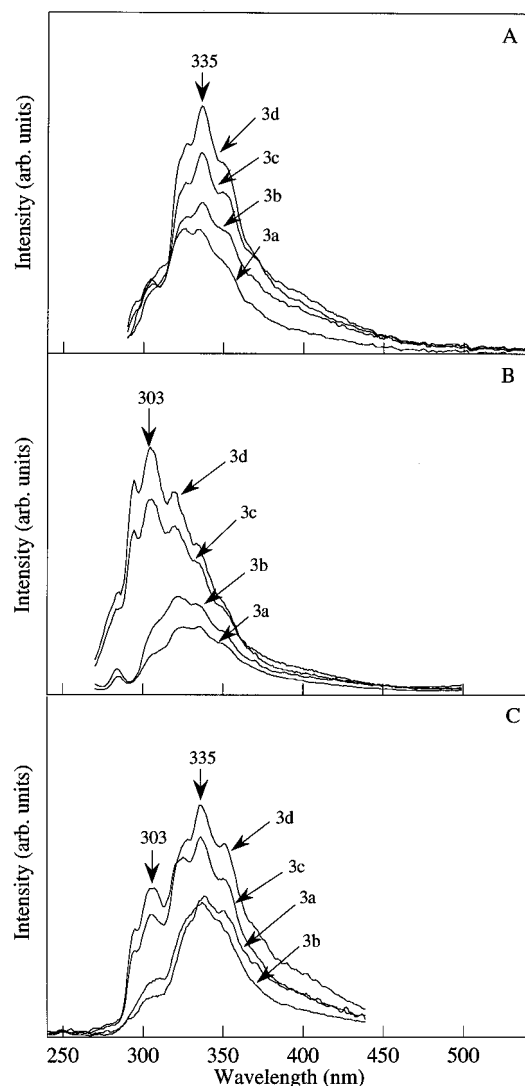 A
335
3d
3c
3b
3a
Intensity (arb. units)
B
303
3d
3c
3b
3a
Intensity (arb. units)
C
335
303
3d
3c
3a
3b
Intensity (arb. units)
250 300 350 400 450 500
Wavelength (nm)